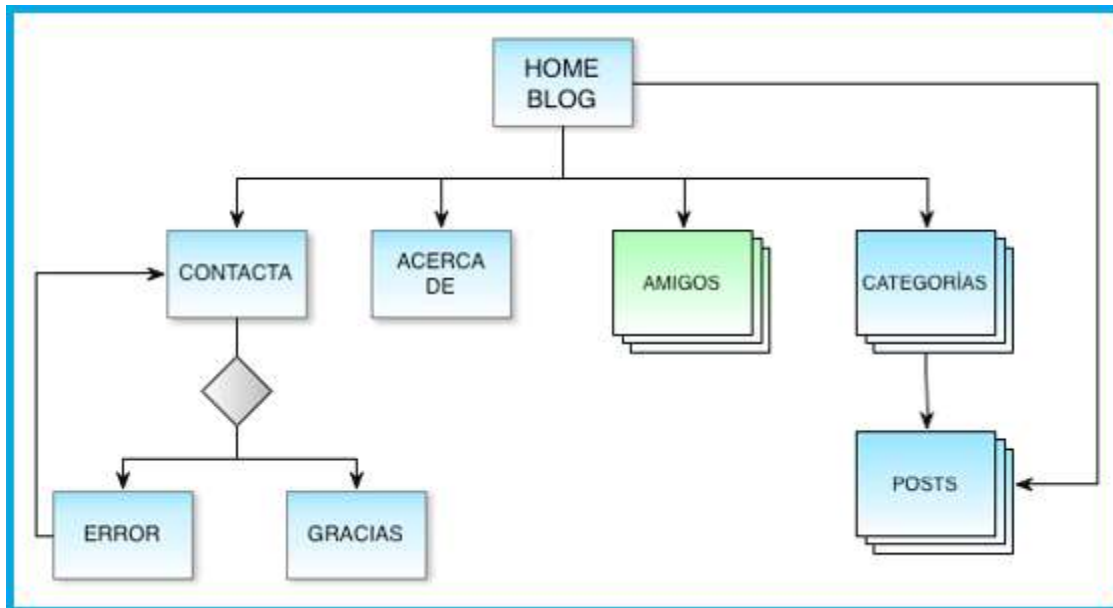 HOME
BLOG
CONTACTA
ACERCA
DE
AMIGOS
CATEGORÍAS
POSTS
ERROR
GRACIAS